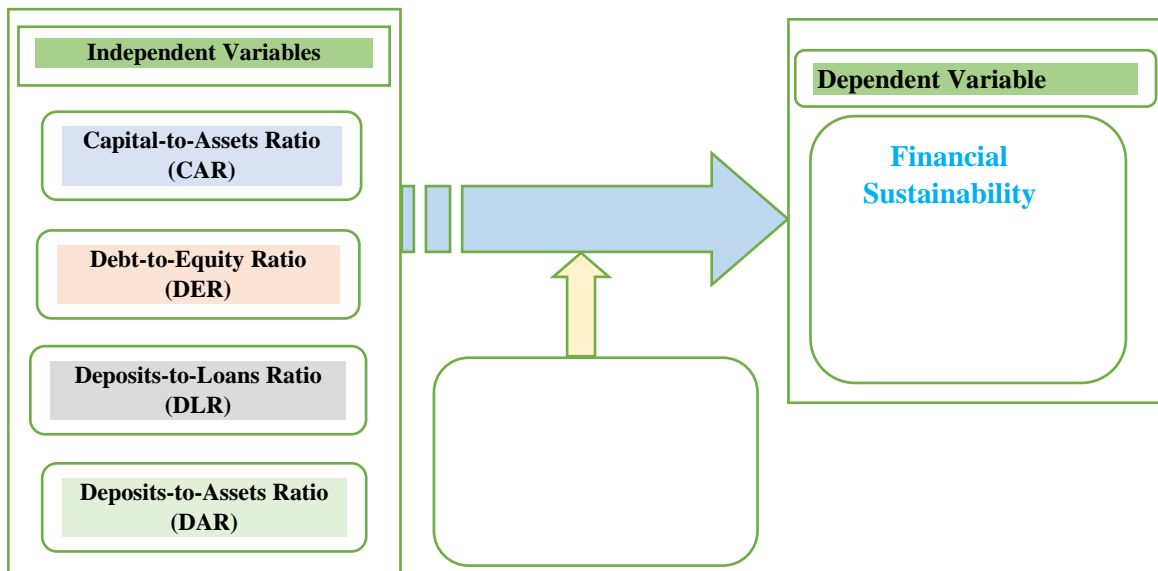 Independent Variables
Capital-to-Assets Ratio
(CAR)
Debt-to-Equity Ratio
(DER)
Deposits-to-Loans Ratio
(DLR)
Deposits-to-Assets Ratio
(DAR)
Dependent Variable
Financial
Sustainability